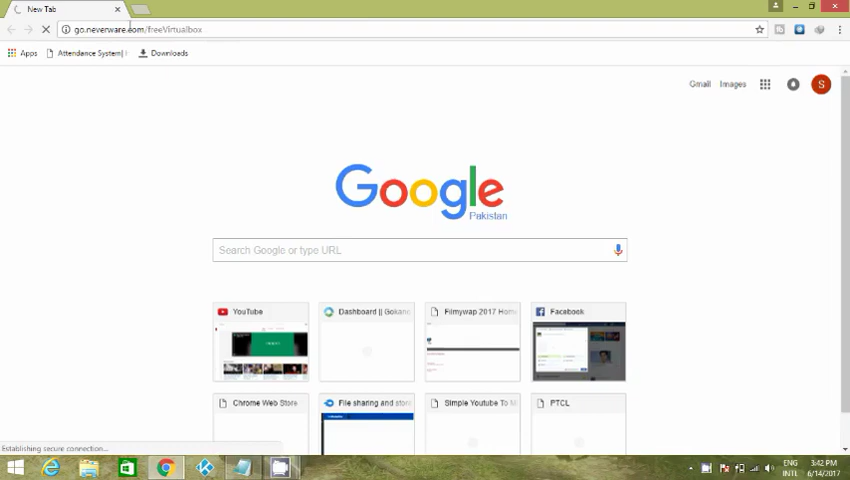 New Tab
go.neverware.com/freeVirtualbox
Apps
Attendance System|
Downloads
Gmail
Images
S
Google
Pakistan
Search Google or type URL
YouTube
Dashboard || Gokano
Filmywap 2017 Home
Facebook
Chrome Web Store
File sharing and stor
Simple Youtube To M
PTCL
Establishing secure connection...
ENG
INTL
3:42 PM
6/14/2017